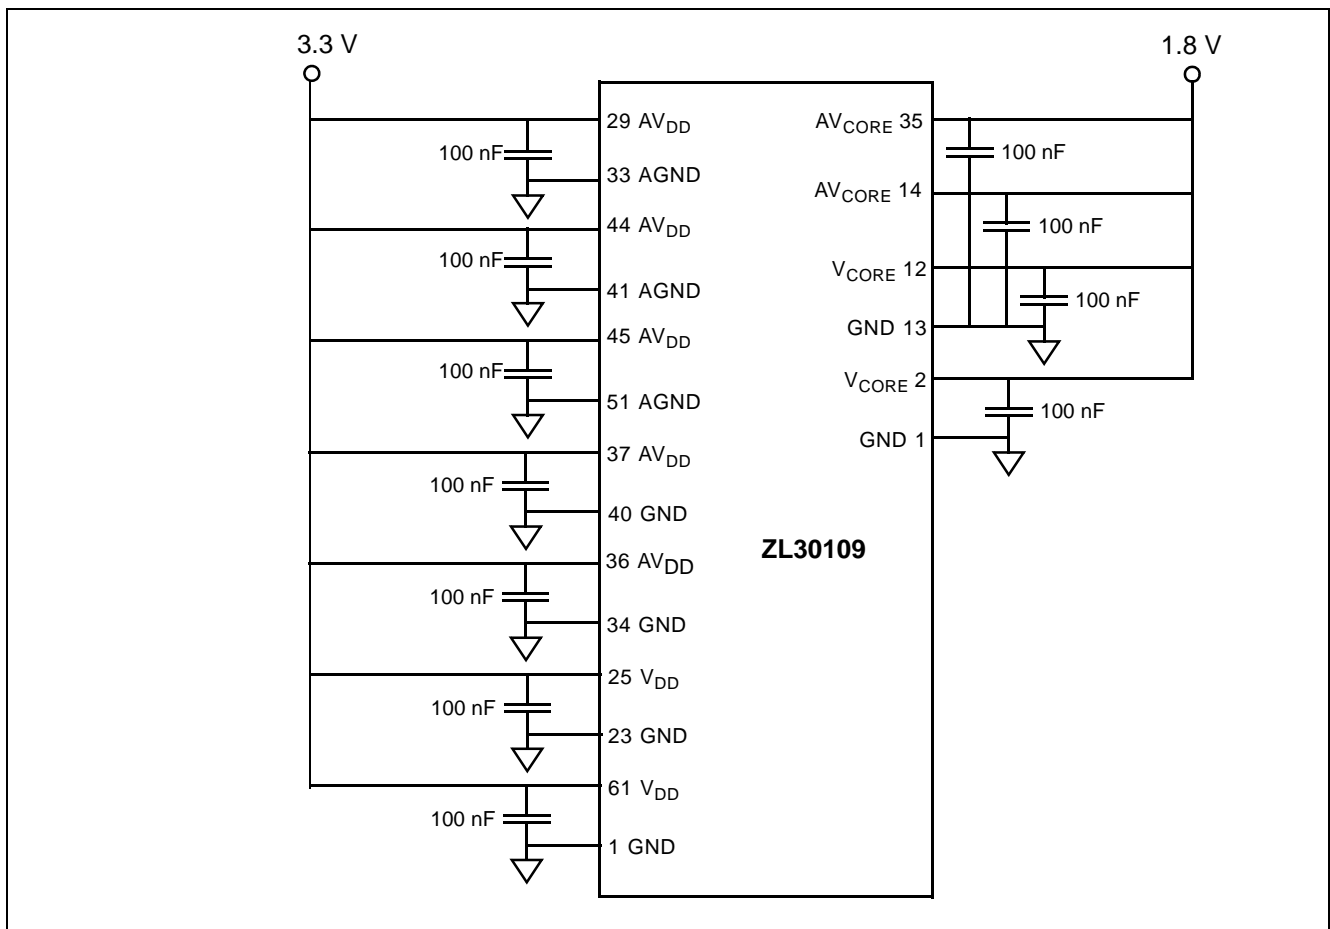 3.3 V
1.8 V
29 AVDD
100 nF
33 AGND
44 AVDD
100 nF
41 AGND
45 AVDD
100 nF
51 AGND
37 AVDD
100 nF
40 GND
36 AVDD
100 nF
34 GND
25 VDD
100 nF
23 GND
61 VDD
100 nF
1 GND
ZL30109
AVCORE 35
100 nF
AVCORE 14
100 nF
VCORE 12
100 nF
GND 13
VCORE 2
100 nF
GND 1